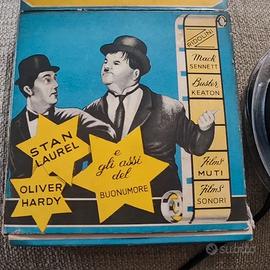 RIDOLINI
Mack
SENNETT
Buster
KEATON
STAN
LAUREL
OLIVER
HARDY
e
gli assi
del
BUONUMORE
Films
MUTI
Films
SONORI
subito